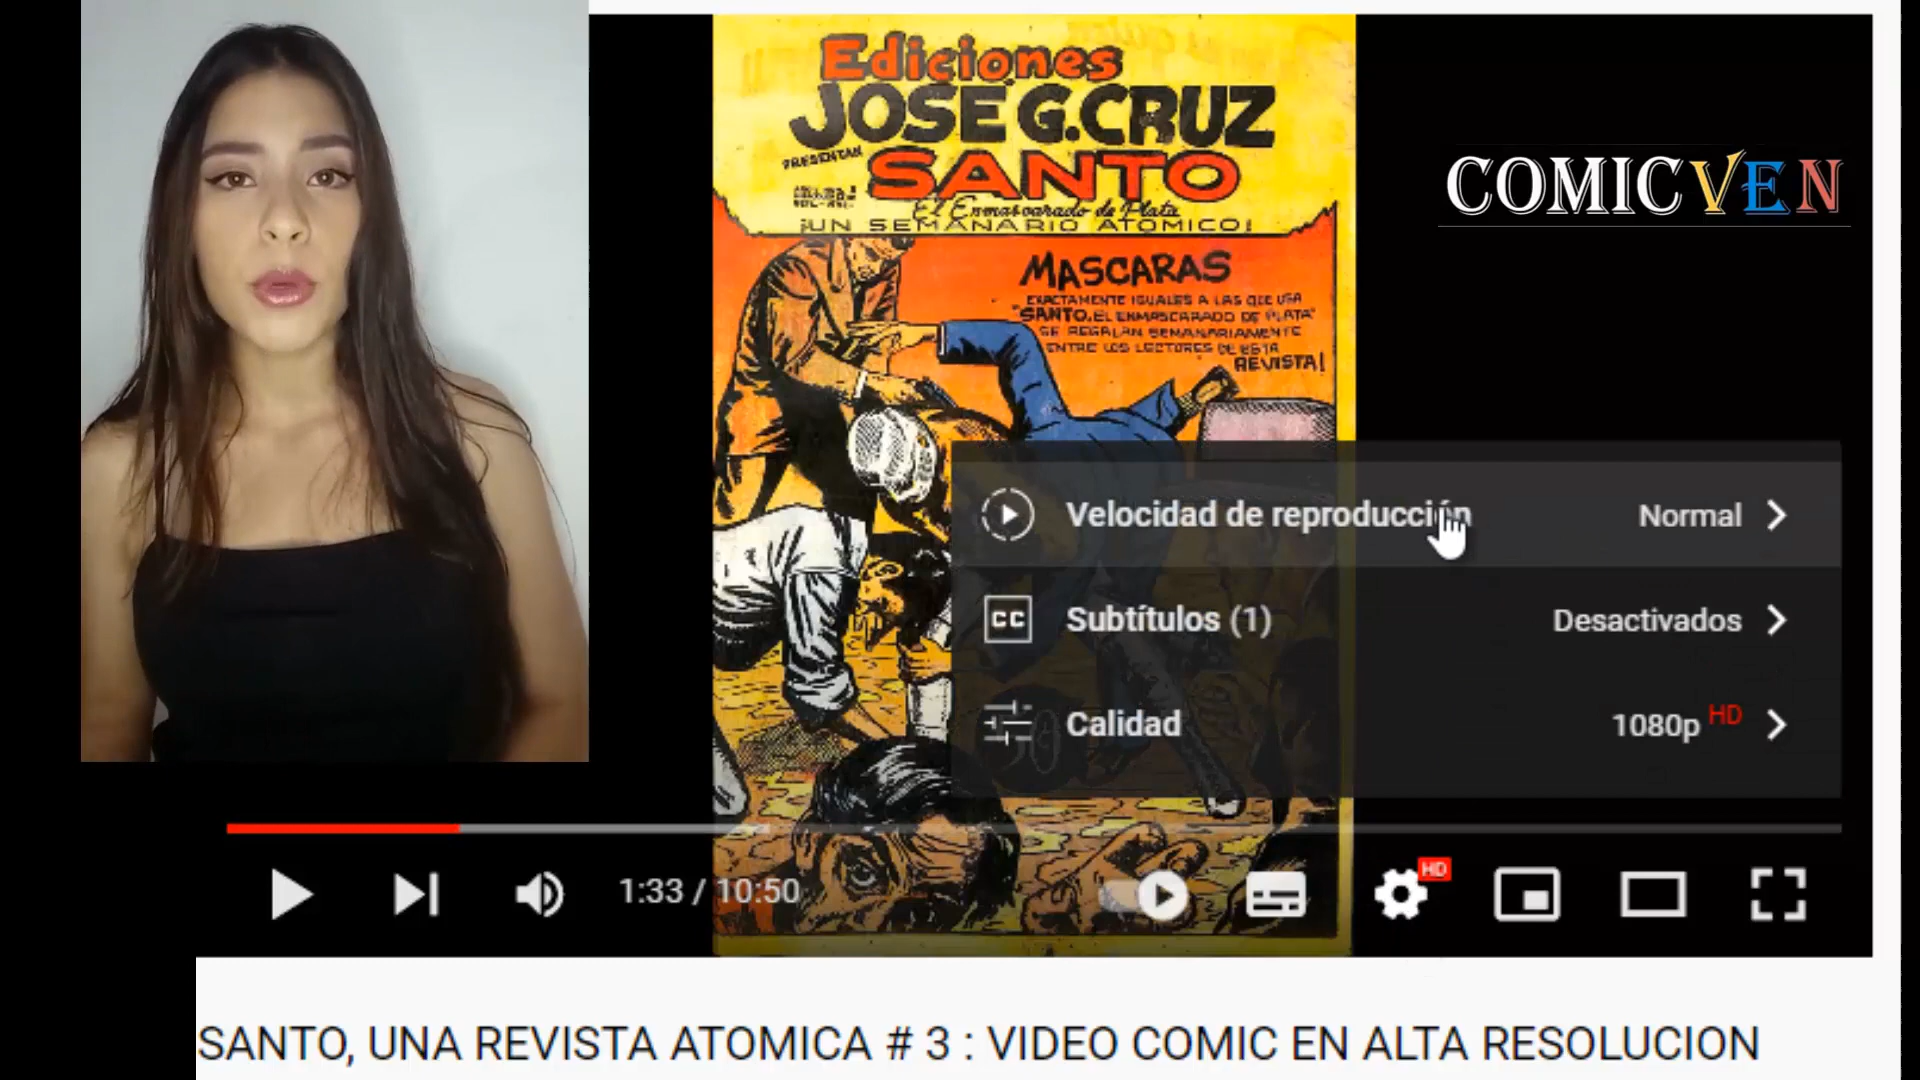 Ediciones
JOSE G. CRUZ
PRESENTAN
SANTO
El Enmascarado de Plata
¡UN SEMANARIO ATOMICO!
COMICVEN
MASCARAS
EXACTAMENTE IGUALES A LAS QUE USA
"SANTO, EL ENMASCARADO DE PLATA"
SE REGALAN SEMANARIAMENTE
ENTRE LOS LECTORES DE ESTA
REVISTA!
Velocidad de reproducción Normal
CC Subtítulos (1) Desactivados
Calidad 1080p HD
1:33 / 10:50
HD
SANTO, UNA REVISTA ATOMICA # 3 : VIDEO COMIC EN ALTA RESOLUCION